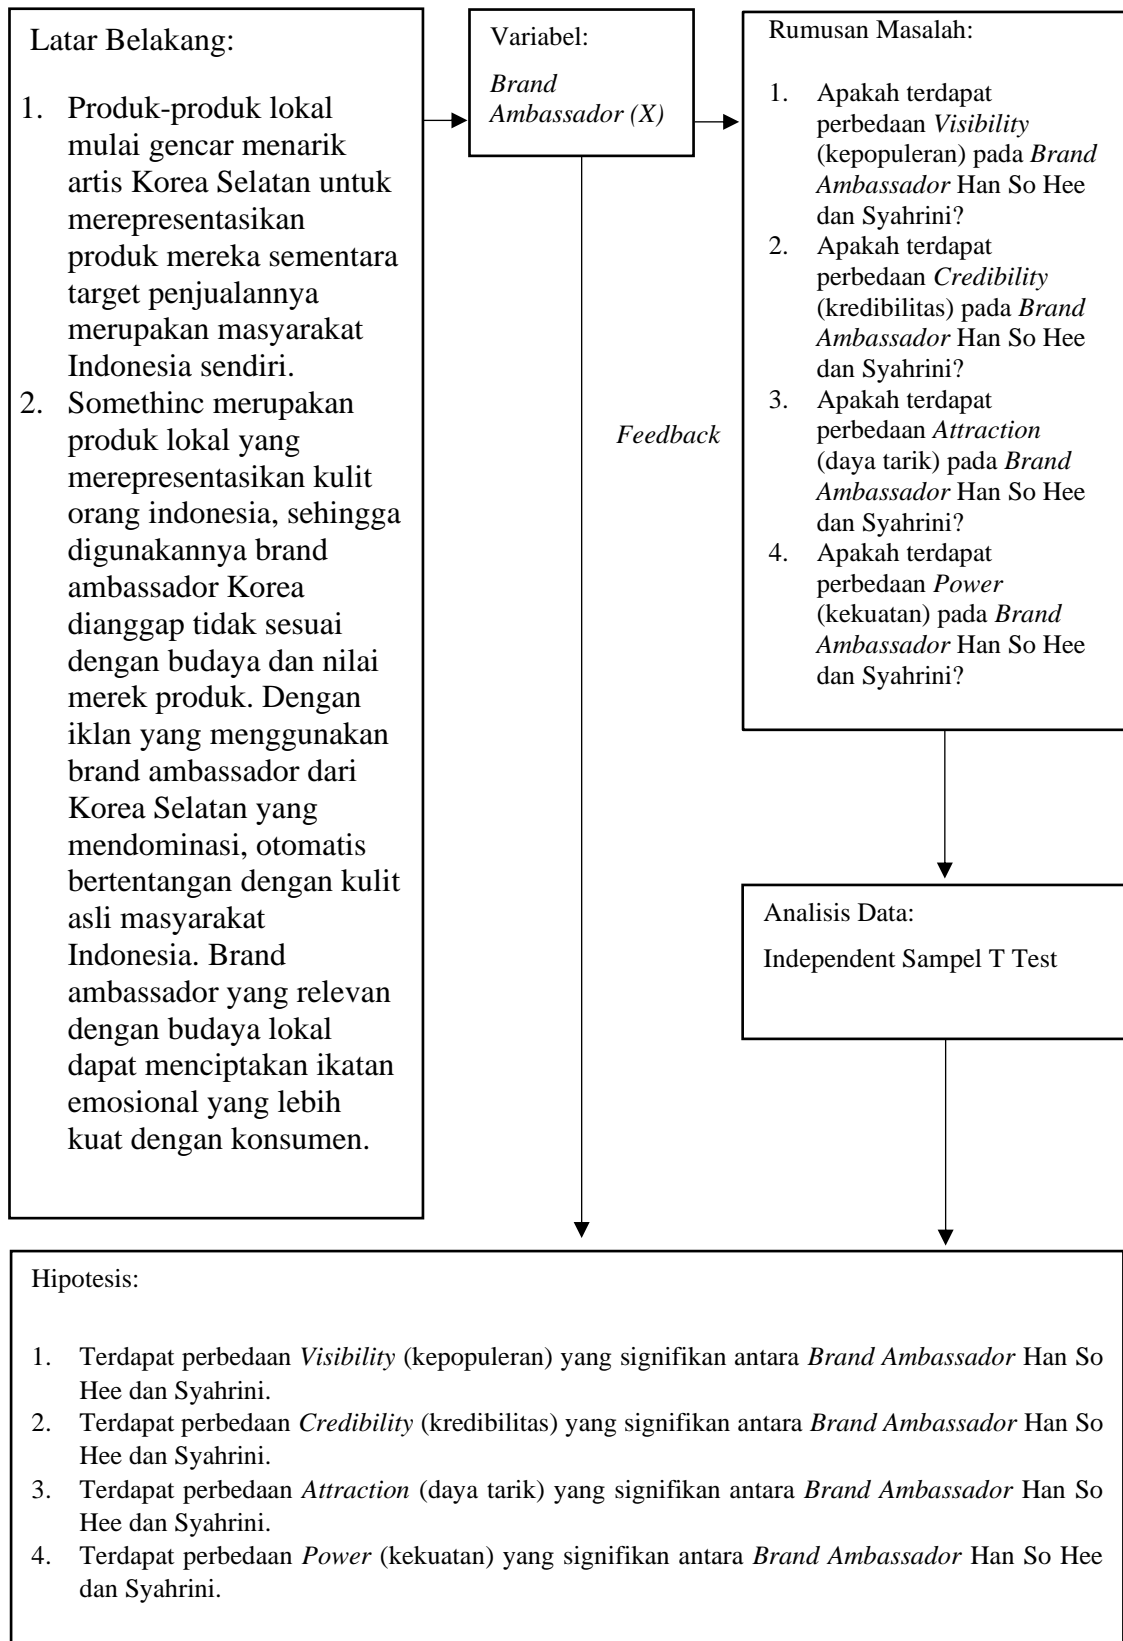 Latar Belakang:
1. Produk-produk lokal
mulai gencar menarik
artis Korea Selatan untuk
merepresentasikan
produk mereka sementara
target penjualannya
merupakan masyarakat
Indonesia sendiri.
2. Somethinc merupakan
produk lokal yang
merepresentasikan kulit
orang indonesia, sehingga
digunakannya brand
ambassador Korea
dianggap tidak sesuai
dengan budaya dan nilai
merek produk. Dengan
iklan yang menggunakan
brand ambassador dari
Korea Selatan yang
mendominasi, otomatis
bertentangan dengan kulit
asli masyarakat
Indonesia. Brand
ambassador yang relevan
dengan budaya lokal
dapat menciptakan ikatan
emosional yang lebih
kuat dengan konsumen.
Variabel:
Brand
Ambassador (X)
Feedback
Rumusan Masalah:
1. Apakah terdapat
perbedaan Visibility
(kepopuleran) pada Brand
Ambassador Han So Hee
dan Syahrini?
2. Apakah terdapat
perbedaan Credibility
(kredibilitas) pada Brand
Ambassador Han So Hee
dan Syahrini?
3. Apakah terdapat
perbedaan Attraction
(daya tarik) pada Brand
Ambassador Han So Hee
dan Syahrini?
4. Apakah terdapat
perbedaan Power
(kekuatan) pada Brand
Ambassador Han So Hee
dan Syahrini?
Analisis Data:
Independent Sampel T Test
Hipotesis:
1. Terdapat perbedaan Visibility (kepopuleran) yang signifikan antara Brand Ambassador Han So
Hee dan Syahrini.
2. Terdapat perbedaan Credibility (kredibilitas) yang signifikan antara Brand Ambassador Han So
Hee dan Syahrini.
3. Terdapat perbedaan Attraction (daya tarik) yang signifikan antara Brand Ambassador Han So
Hee dan Syahrini.
4. Terdapat perbedaan Power (kekuatan) yang signifikan antara Brand Ambassador Han So Hee
dan Syahrini.